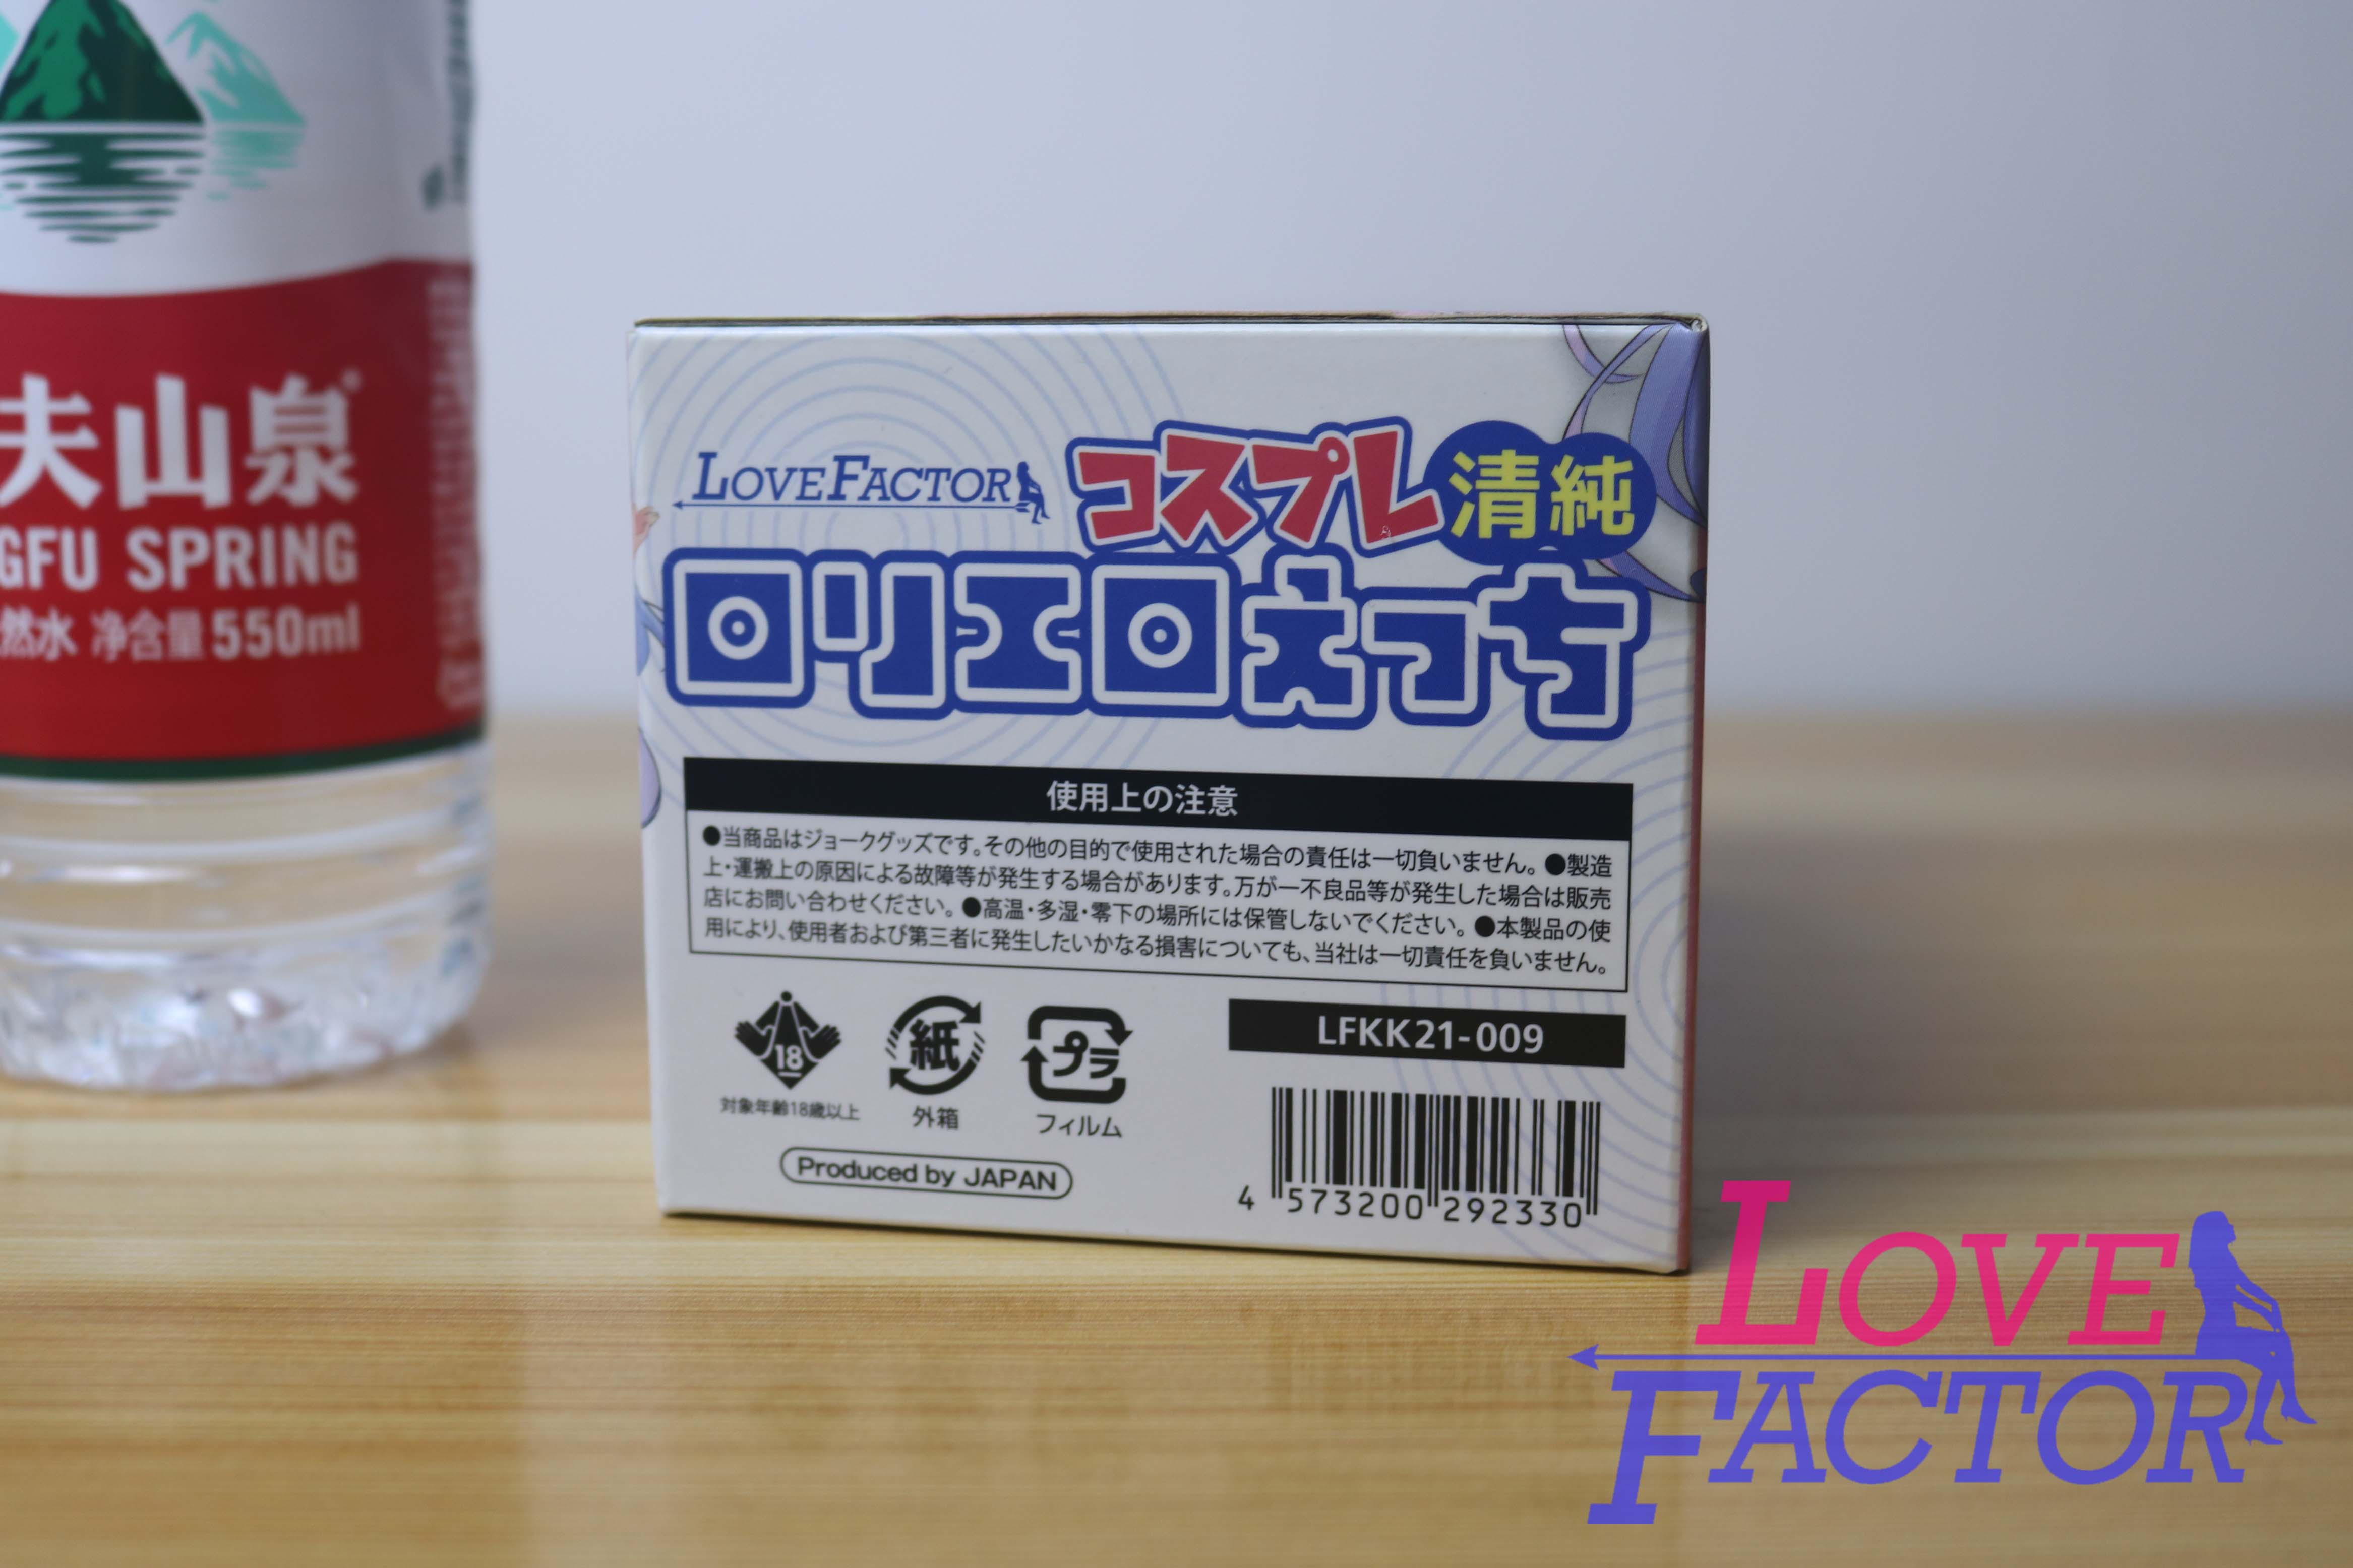 夫山泉®
GFU SPRING
然水 净含量550ml
LOVEFACTOR
コスプレ 清純
ロリエロえっち
使用上の注意
●当商品はジョークグッズです。その他の目的で使用された場合の責任は一切負いません。●製造
上・運搬上の原因による故障等が発生する場合があります。万が一不良品等が発生した場合は販売
店にお問い合わせください。●高温・多湿・零下の場所には保管しないでください。●本製品の使
用により、使用者および第三者に発生したいかなる損害についても、当社は一切責任を負いません。
18 紙 プラ
対象年齢18歳以上 外箱 フィルム
Produced by JAPAN
LFKK21-009
4 573200 292330
LOVE
FACTOR